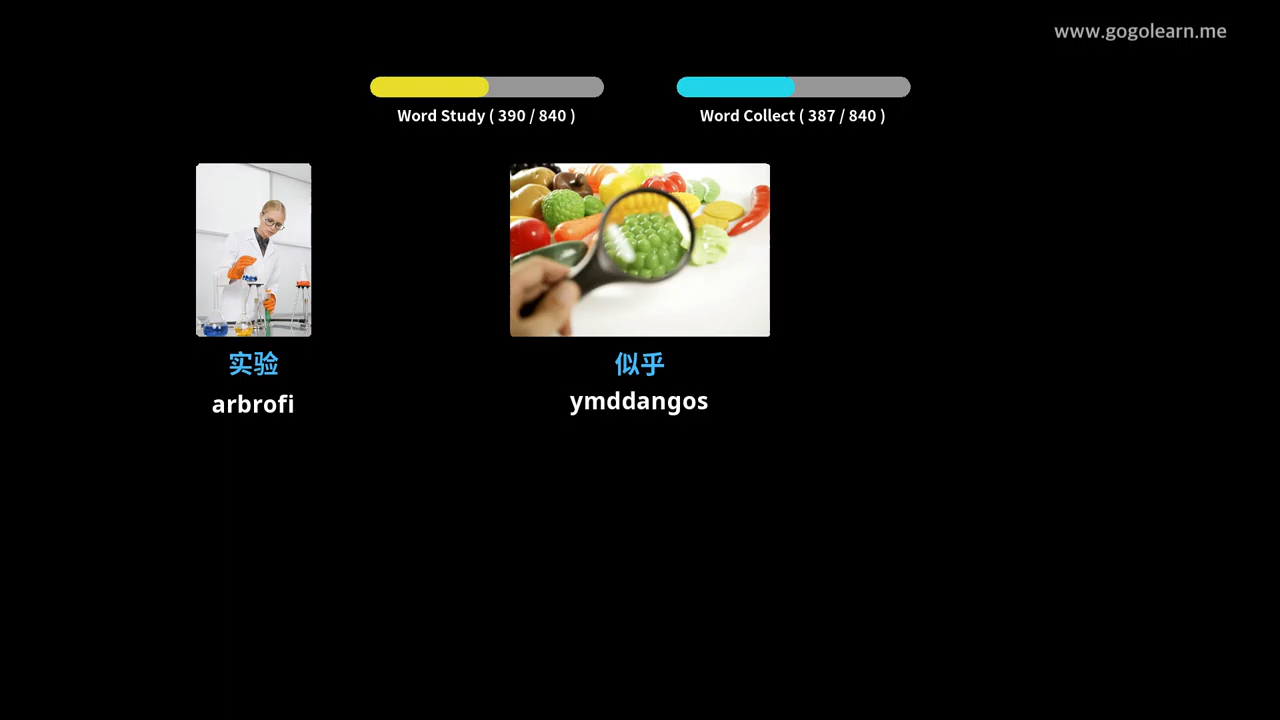 www.gogolearn.me
Word Study ( 390 / 840 )
Word Collect ( 387 / 840 )
实验
arbrofi
似乎
ymddangos